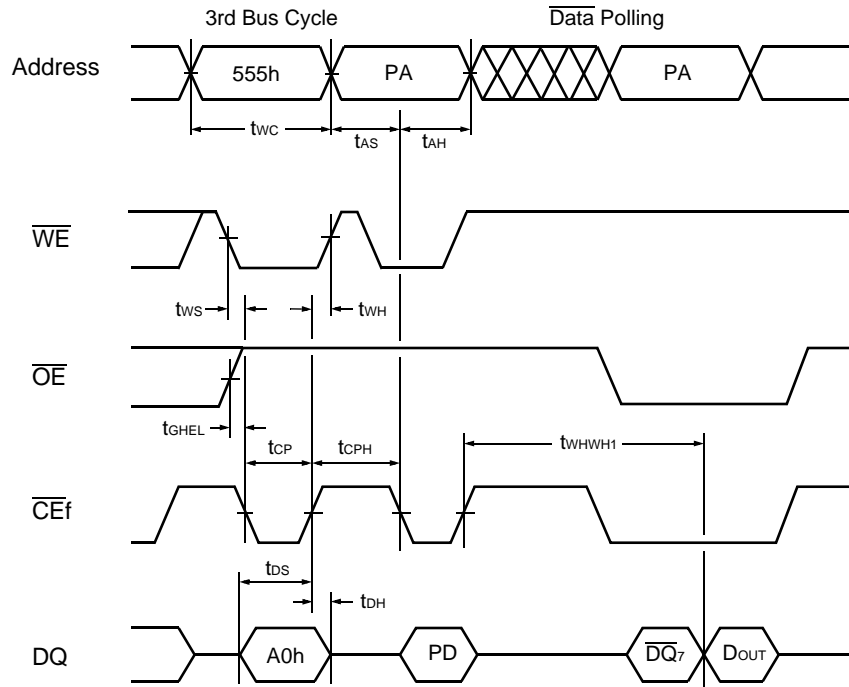 3rd Bus Cycle
Data Polling
Address
555h
PA
PA
tWC
tAS
tAH
WE
tWS
tWH
OE
tGHEL
tCP
tCPH
tWHWH1
CEf
tDS
tDH
DQ
A0h
PD
DQ7
DOUT